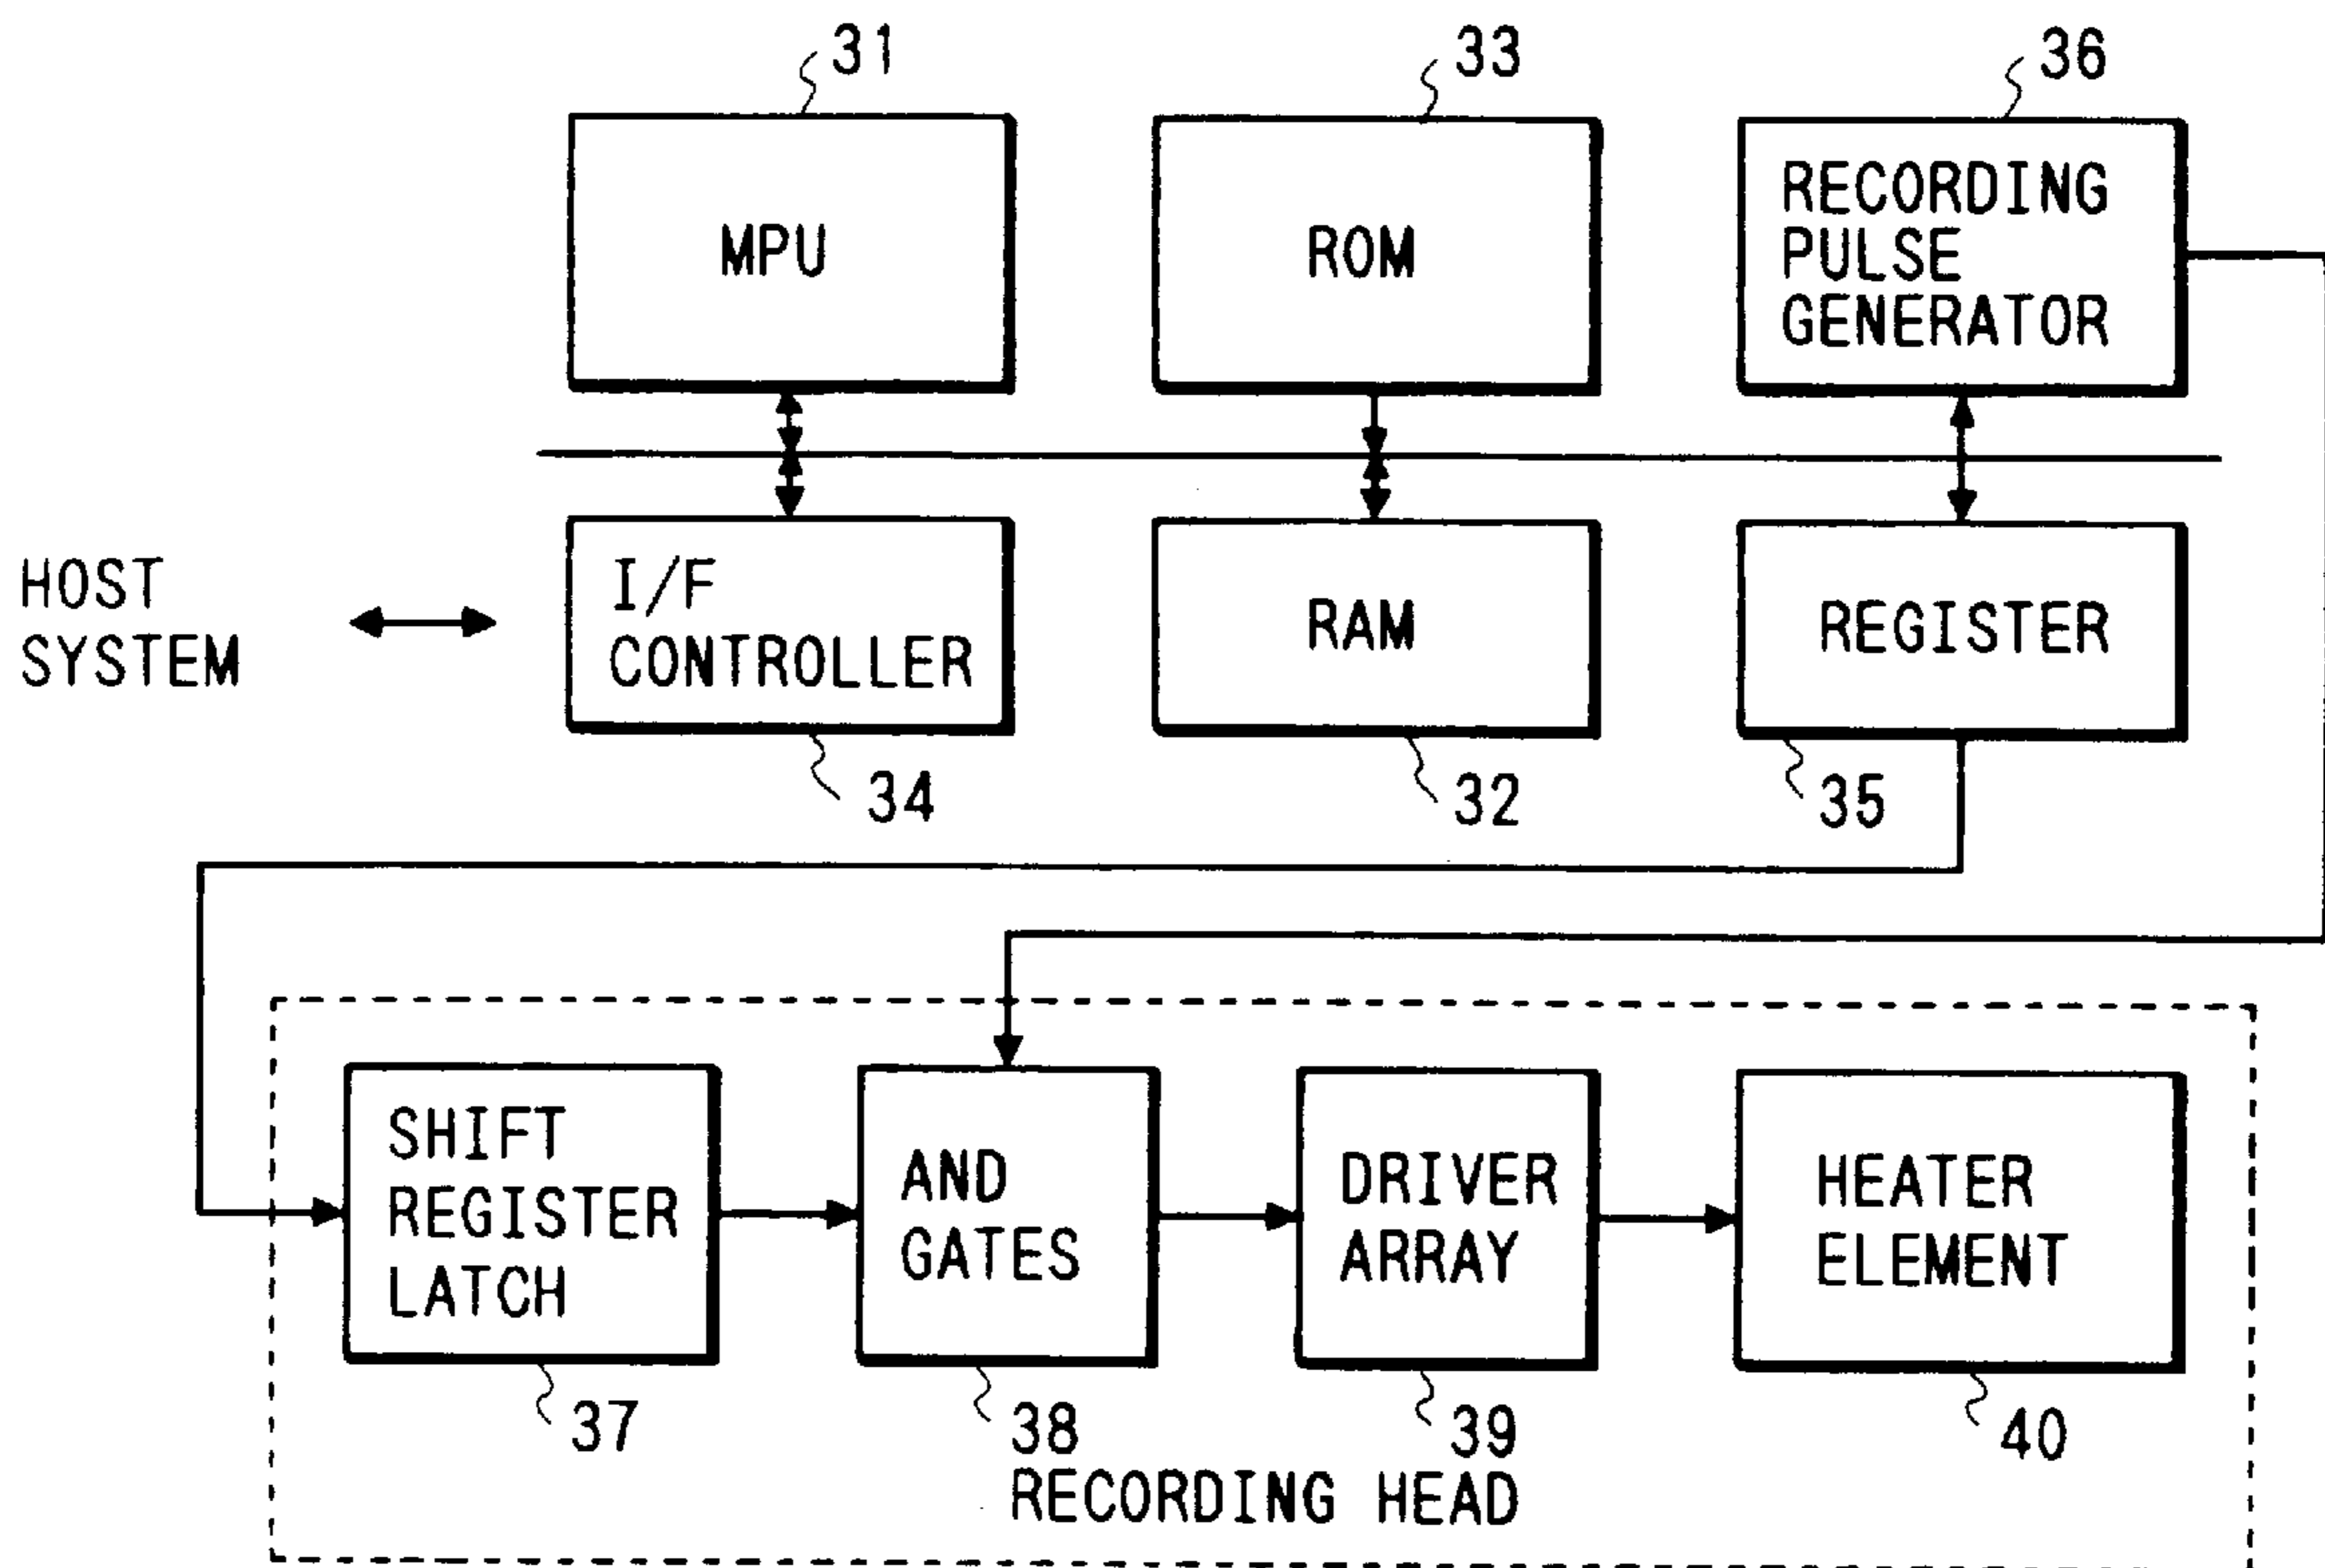 31
33
36
MPU
ROM
RECORDING
PULSE
GENERATOR
HOST
SYSTEM
I/F
CONTROLLER
RAM
REGISTER
34
32
35
SHIFT
REGISTER
LATCH
AND
GATES
DRIVER
ARRAY
HEATER
ELEMENT
37
38
39
40
RECORDING HEAD